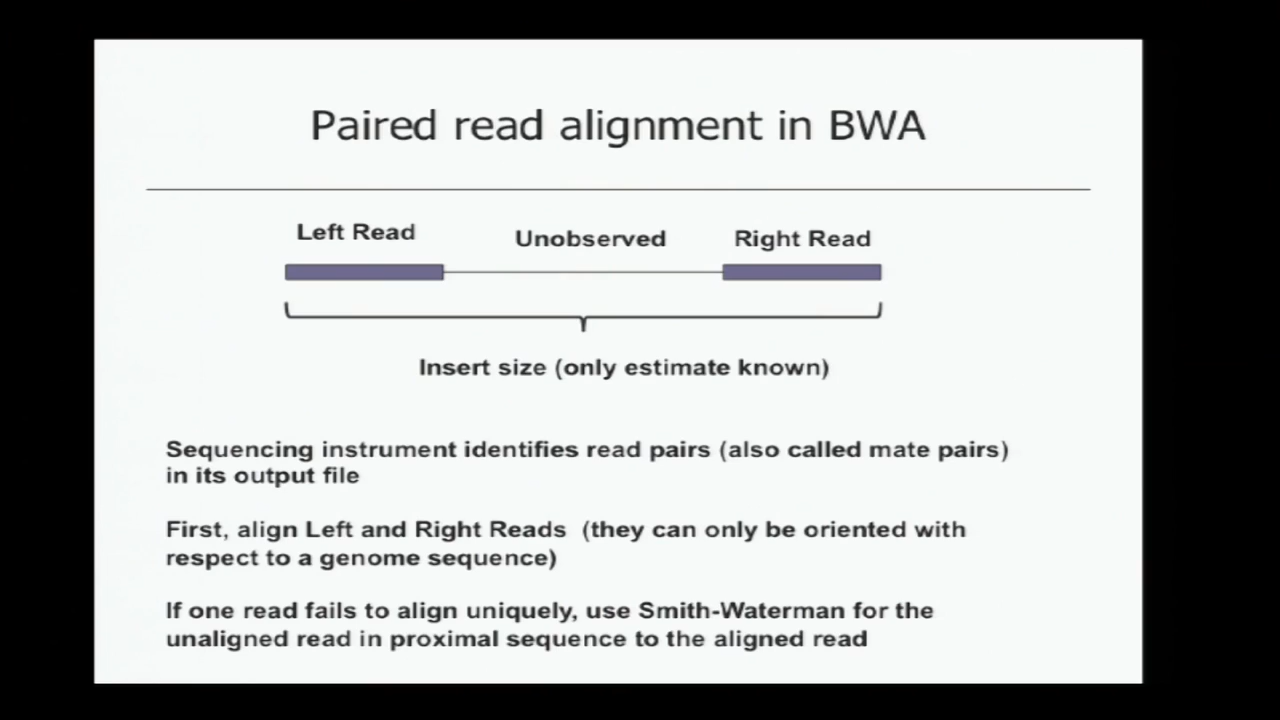 Paired read alignment in BWA
Left Read
Unobserved
Right Read
Insert size (only estimate known)
Sequencing instrument identifies read pairs (also called mate pairs)
in its output file
First, align Left and Right Reads (they can only be oriented with
respect to a genome sequence)
If one read fails to align uniquely, use Smith-Waterman for the
unaligned read in proximal sequence to the aligned read